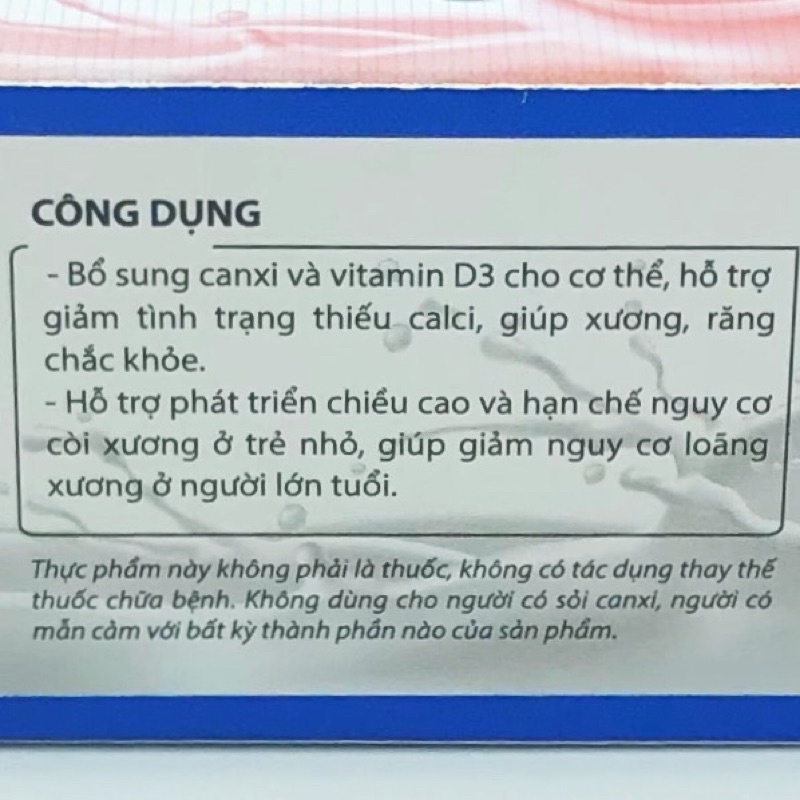 CÔNG DỤNG
- Bổ sung canxi và vitamin D3 cho cơ thể, hỗ trợ
giảm tình trạng thiếu calci, giúp xương, răng
chắc khỏe.
- Hỗ trợ phát triển chiều cao và hạn chế nguy cơ
còi xương ở trẻ nhỏ, giúp giảm nguy cơ loãng
xương ở người lớn tuổi.
Thực phẩm này không phải là thuốc, không có tác dụng thay thế
thuốc chữa bệnh. Không dùng cho người có sỏi canxi, người có
mẫn cảm với bất kỳ thành phần nào của sản phẩm.